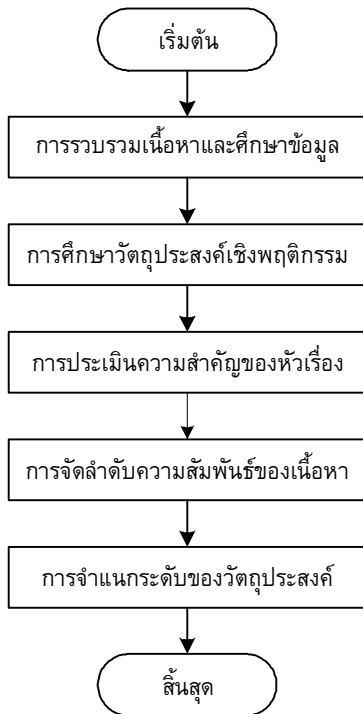 เริ่มต้น
การรวบรวมเนื้อหาและศึกษาข้อมูล
การศึกษาวัตถุประสงค์เชิงพฤติกรรม
การประเมินความสำคัญของหัวเรื่อง
การจัดลำดับความสัมพันธ์ของเนื้อหา
การจำแนกระดับของวัตถุประสงค์
สิ้นสุด